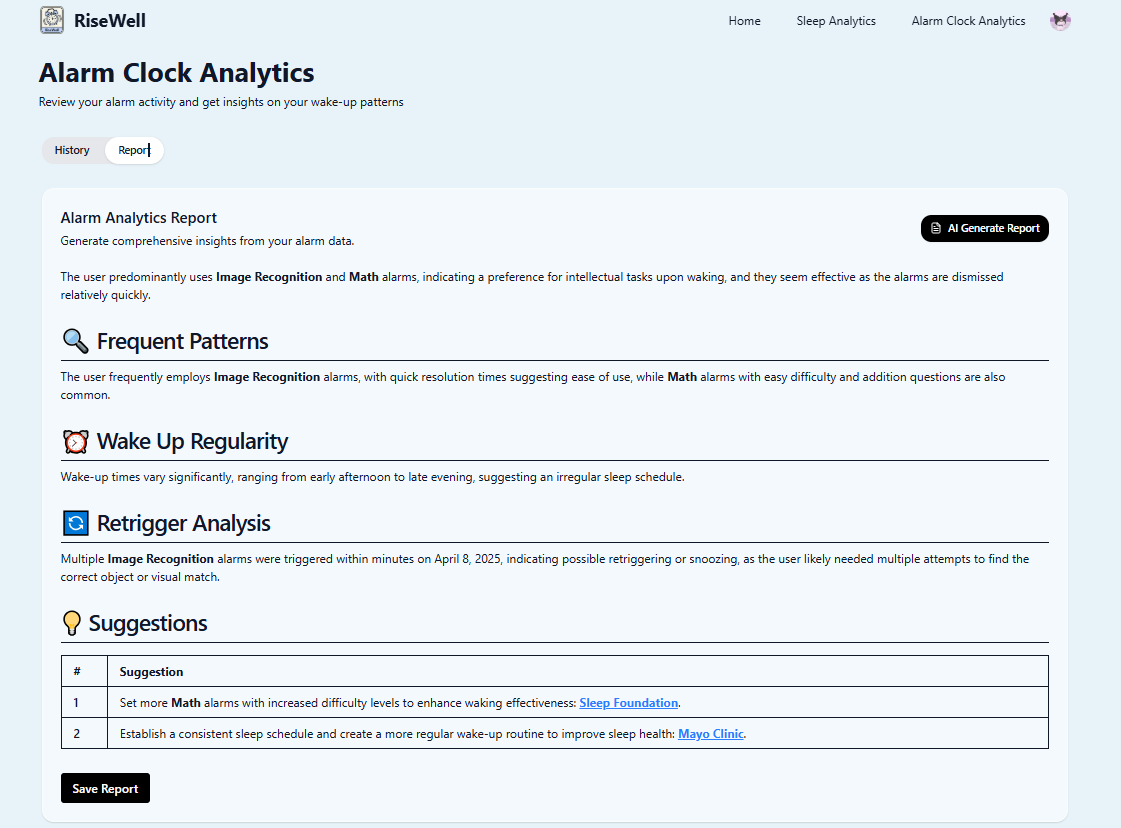 RiseWell
Home
Sleep Analytics
Alarm Clock Analytics
Alarm Clock Analytics
Review your alarm activity and get insights on your wake-up patterns
History
Report
Alarm Analytics Report
AI Generate Report
Generate comprehensive insights from your alarm data.
The user predominantly uses Image Recognition and Math alarms, indicating a preference for intellectual tasks upon waking, and they seem effective as the alarms are dismissed
relatively quickly.
Frequent Patterns
The user frequently employs Image Recognition alarms, with quick resolution times suggesting ease of use, while Math alarms with easy difficulty and addition questions are also
common.
Wake Up Regularity
Wake-up times vary significantly, ranging from early afternoon to late evening, suggesting an irregular sleep schedule.
Retrigger Analysis
Multiple Image Recognition alarms were triggered within minutes on April 8, 2025, indicating possible retriggering or snoozing, as the user likely needed multiple attempts to find the
correct object or visual match.
Suggestions
# Suggestion
1 Set more Math alarms with increased difficulty levels to enhance waking effectiveness: Sleep Foundation.
2 Establish a consistent sleep schedule and create a more regular wake-up routine to improve sleep health: Mayo Clinic.
Save Report